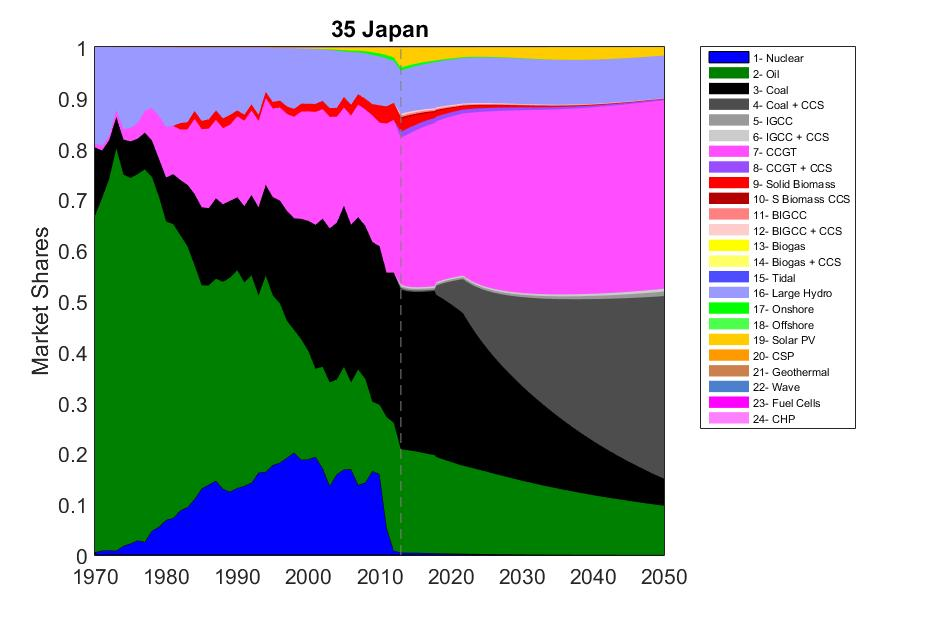 35 Japan
Market Shares
1
0.9
0.8
0.7
0.6
0.5
0.4
0.3
0.2
0.1
0
1970 1980 1990 2000 2010 2020 2030 2040 2050
1- Nuclear
2- Oil
3- Coal
4- Coal + CCS
5- IGCC
6- IGCC + CCS
7- CCGT
8- CCGT + CCS
9- Solid Biomass
10- S Biomass CCS
11- BIGCC
12- BIGCC + CCS
13- Biogas
14- Biogas + CCS
15- Tidal
16- Large Hydro
17- Onshore
18- Offshore
19- Solar PV
20- CSP
21- Geothermal
22- Wave
23- Fuel Cells
24- CHP